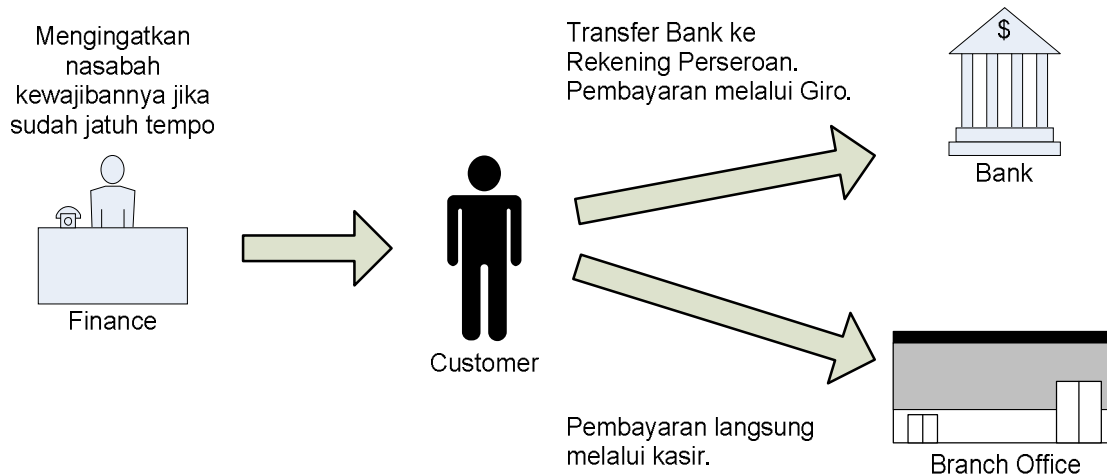 Mengingatkan
nasabah
kewajibannya jika
sudah jatuh tempo
Finance
Customer
Transfer Bank ke
Rekening Perseroan.
Pembayaran melalui Giro.
$
Bank
Pembayaran langsung
melalui kasir.
Branch Office